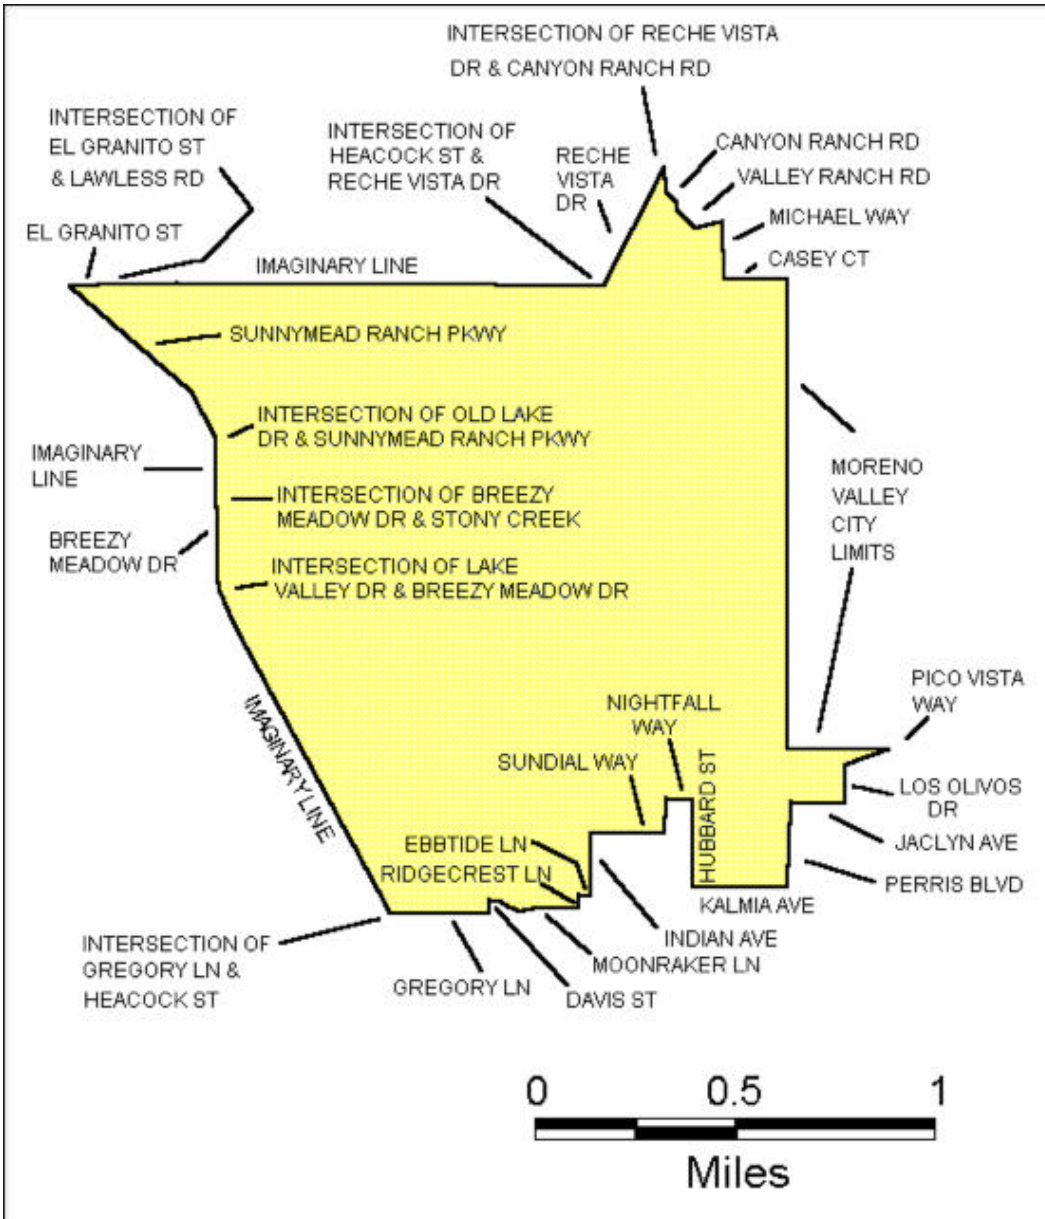 INTERSECTION OF RECHE VISTA
DR & CANYON RANCH RD
INTERSECTION OF
EL GRANITO ST
& LAWLESS RD
INTERSECTION OF
HEACOCK ST &
RECHE VISTA DR
RECHE
VISTA
DR
CANYON RANCH RD
VALLEY RANCH RD
MICHAEL WAY
CASEY CT
EL GRANITO ST
IMAGINARY LINE
SUNNYMEAD RANCH PKWY
INTERSECTION OF OLD LAKE
DR & SUNNYMEAD RANCH PKWY
IMAGINARY
LINE
INTERSECTION OF BREEZY
MEADOW DR & STONY CREEK
BREEZY
MEADOW DR
INTERSECTION OF LAKE
VALLEY DR & BREEZY MEADOW DR
MORENO
VALLEY
CITY
LIMITS
IMAGINARY LINE
NIGHTFALL
WAY
SUNDIAL WAY
HUBBARD ST
PICO VISTA
WAY
LOS OLIVOS
DR
JACLYN AVE
PERRIS BLVD
EBBTIDE LN
RIDGECREST LN
KALMIA AVE
INDIAN AVE
MOONRAKER LN
DAVIS ST
GREGORY LN
INTERSECTION OF
GREGORY LN &
HEACOCK ST
0 0.5 1
Miles